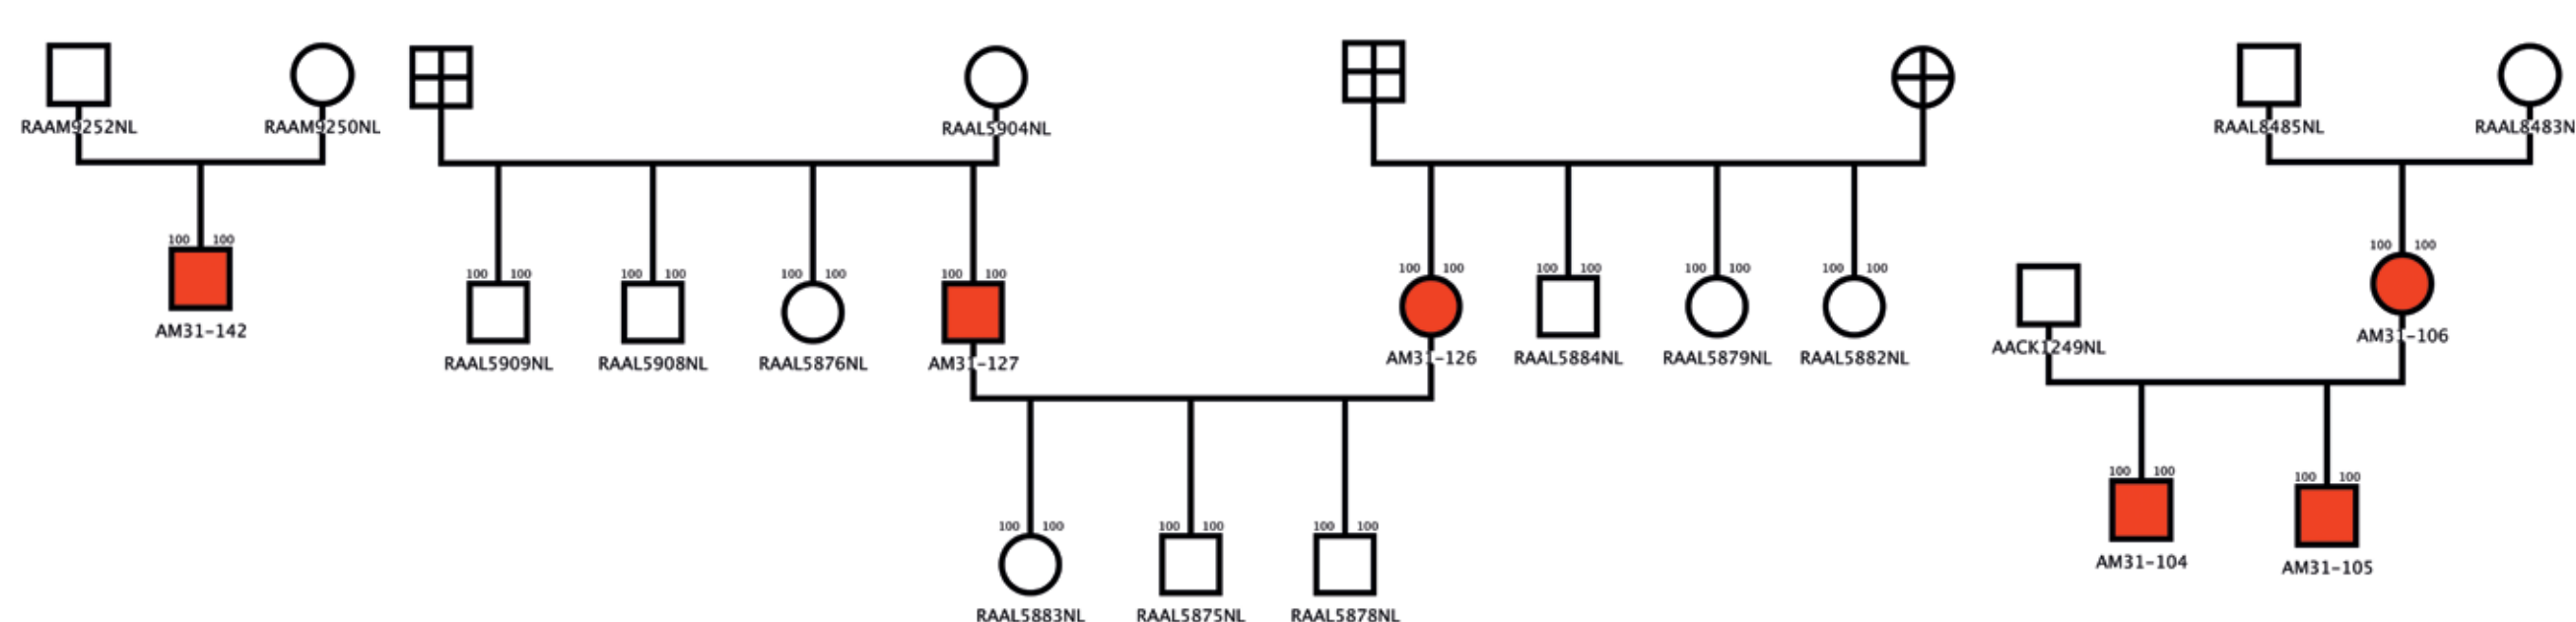 RAAM9252NL RAAM9250NL RAAL5904NL RAAL8485NL RAAL8483N
100 100
AM31-142
100 100 100 100 100 100 100 100
RAAL5909NL RAAL5908NL RAAL5876NL AM31-127
100 100 100 100 100 100 100 100
AM31-126 RAAL5884NL RAAL5879NL RAAL5882NL
AACK1249NL
100 100
AM31-106
100 100 100 100 100 100
RAAL5883NL RAAL5875NL RAAL5878NL
100 100 100 100
AM31-104 AM31-105